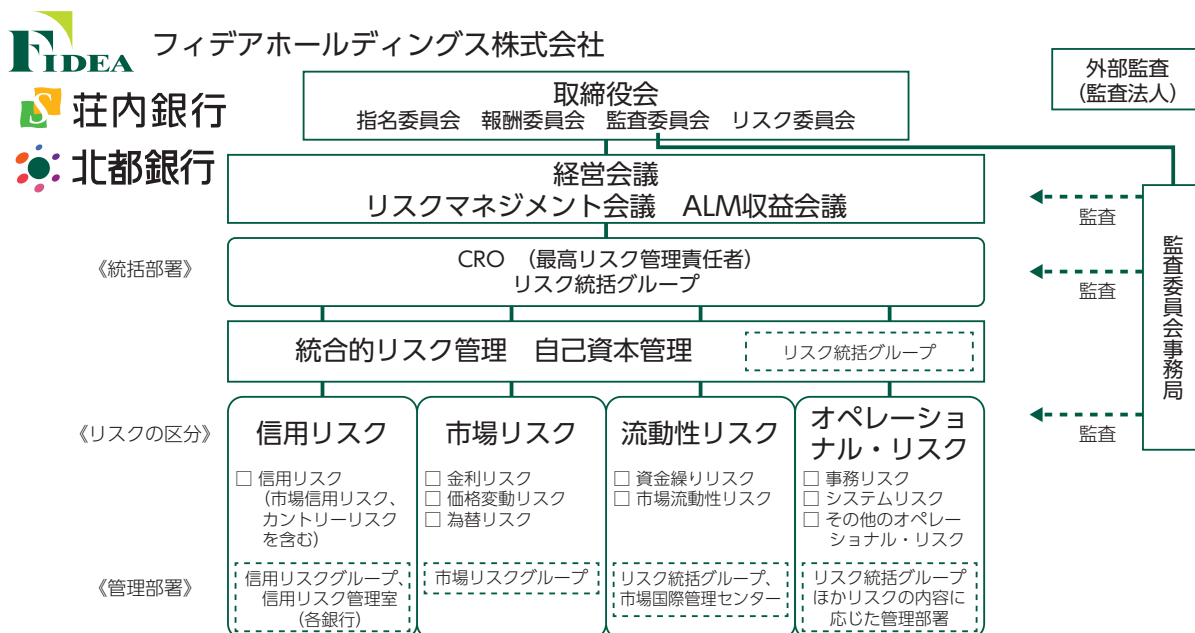 FIDEA
フィデアホールディングス株式会社
荘内銀行
北都銀行
外部監査
(監査法人)
取締役会
指名委員会 報酬委員会 監査委員会 リスク委員会
経営会議
リスクマネジメント会議 ALM収益会議
監査
《統括部署》
CRO (最高リスク管理責任者)
リスク統括グループ
監査
監査委員会事務局
統合的リスク管理 自己資本管理
リスク統括グループ
《リスクの区分》
信用リスク
□ 信用リスク
(市場信用リスク、
カントリーリスク
を含む)
市場リスク
□ 金利リスク
□ 価格変動リスク
□ 為替リスク
流動性リスク
□ 資金繰りリスク
□ 市場流動性リスク
オペレーショ
ナル・リスク
□ 事務リスク
□ システムリスク
□ その他のオペレー
ショナル・リスク
監査
《管理部署》
信用リスクグループ、
信用リスク管理室
(各銀行)
市場リスクグループ
リスク統括グループ、
市場国際管理センター
リスク統括グループ
ほかリスクの内容に
応じた管理部署